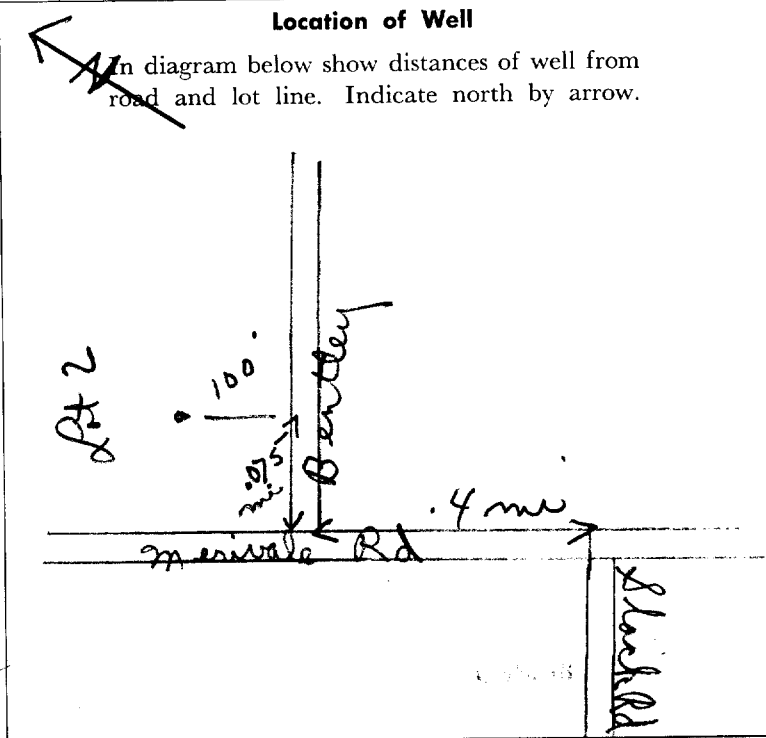 Location of Well
N
In diagram below show distances of well from
road and lot line. Indicate north by arrow.
Bentley
100'
Lot 2
.075
mi
.4 mi
Merivale Rd
Slack Rd